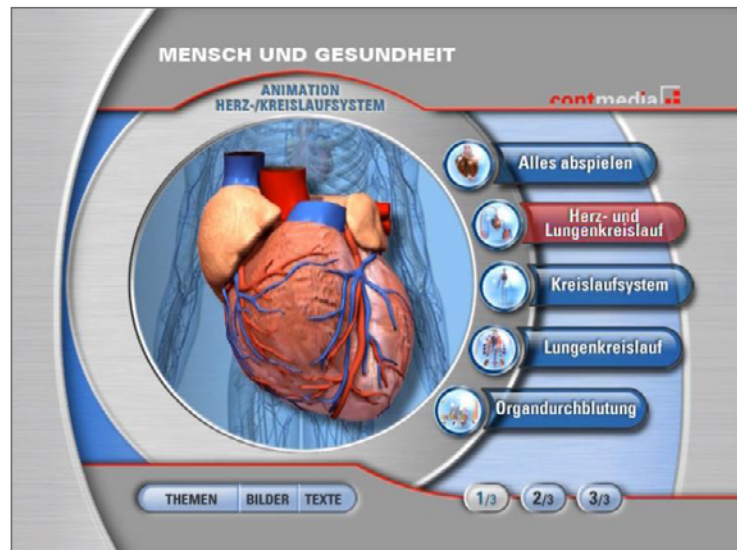 MENSCH UND GESUNDHEIT
ANIMATION
HERZ-/KREISLAUFSYSTEM
contmedia
Alles abspielen
Herz- und
Lungenkreislauf
Kreislaufsystem
Lungenkreislauf
Organdurchblutung
THEMEN BILDER TEXTE
1/3 2/3 3/3